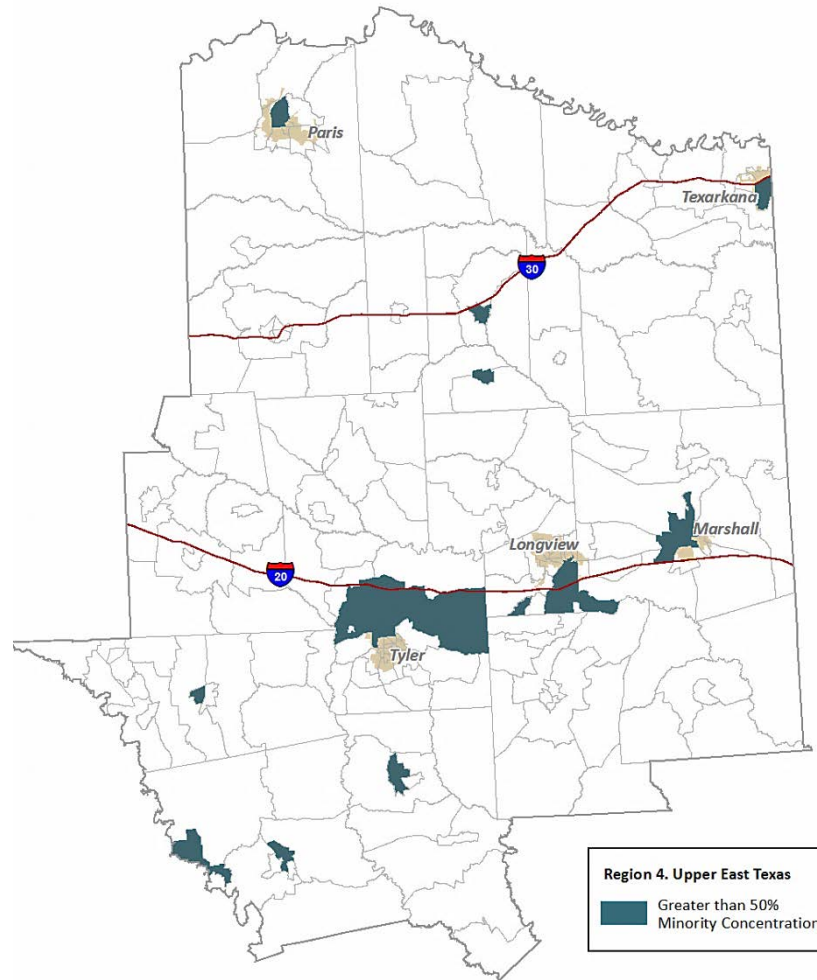 Paris
Texarkana
30
Longview
Marshall
20
Tyler
Region 4. Upper East Texas
Greater than 50%
Minority Concentration